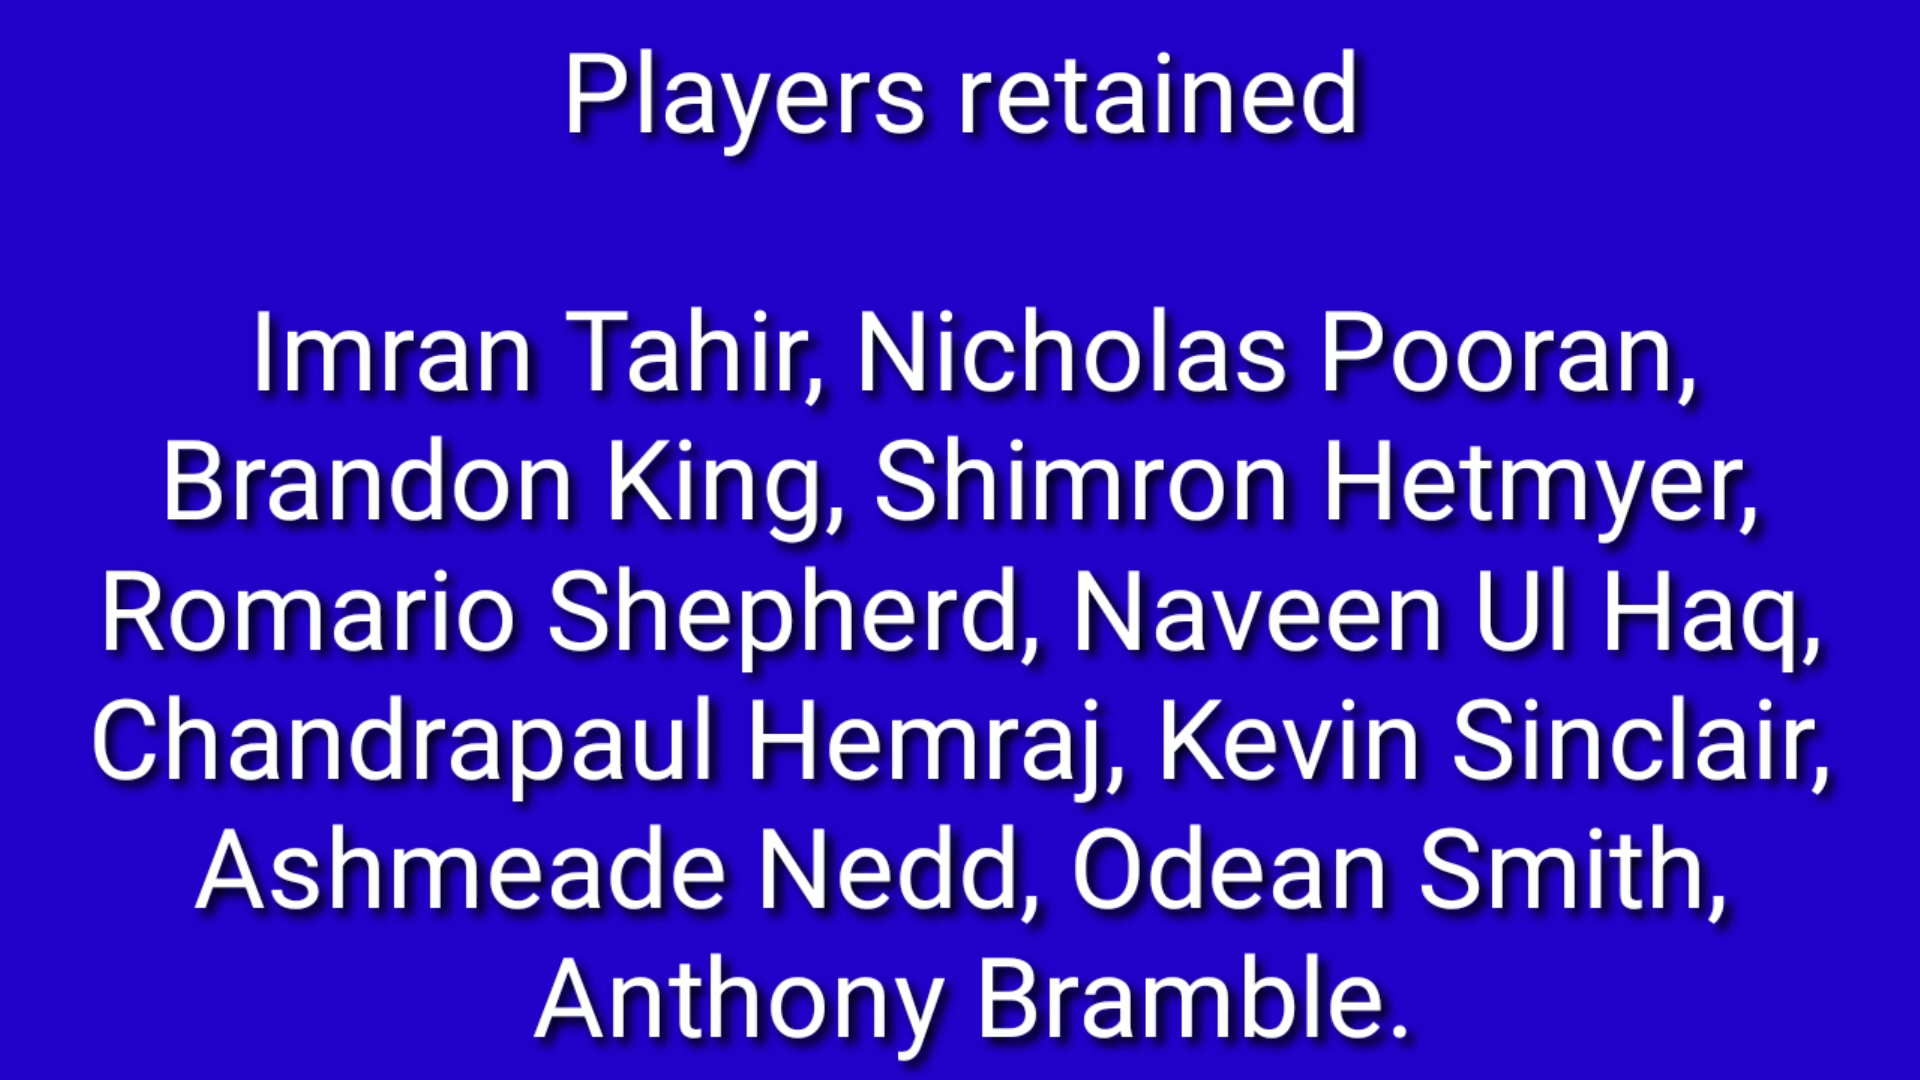 Players retained
Imran Tahir, Nicholas Pooran,
Brandon King, Shimron Hetmyer,
Romario Shepherd, Naveen Ul Haq,
Chandrapaul Hemraj, Kevin Sinclair,
Ashmeade Nedd, Odean Smith,
Anthony Bramble.